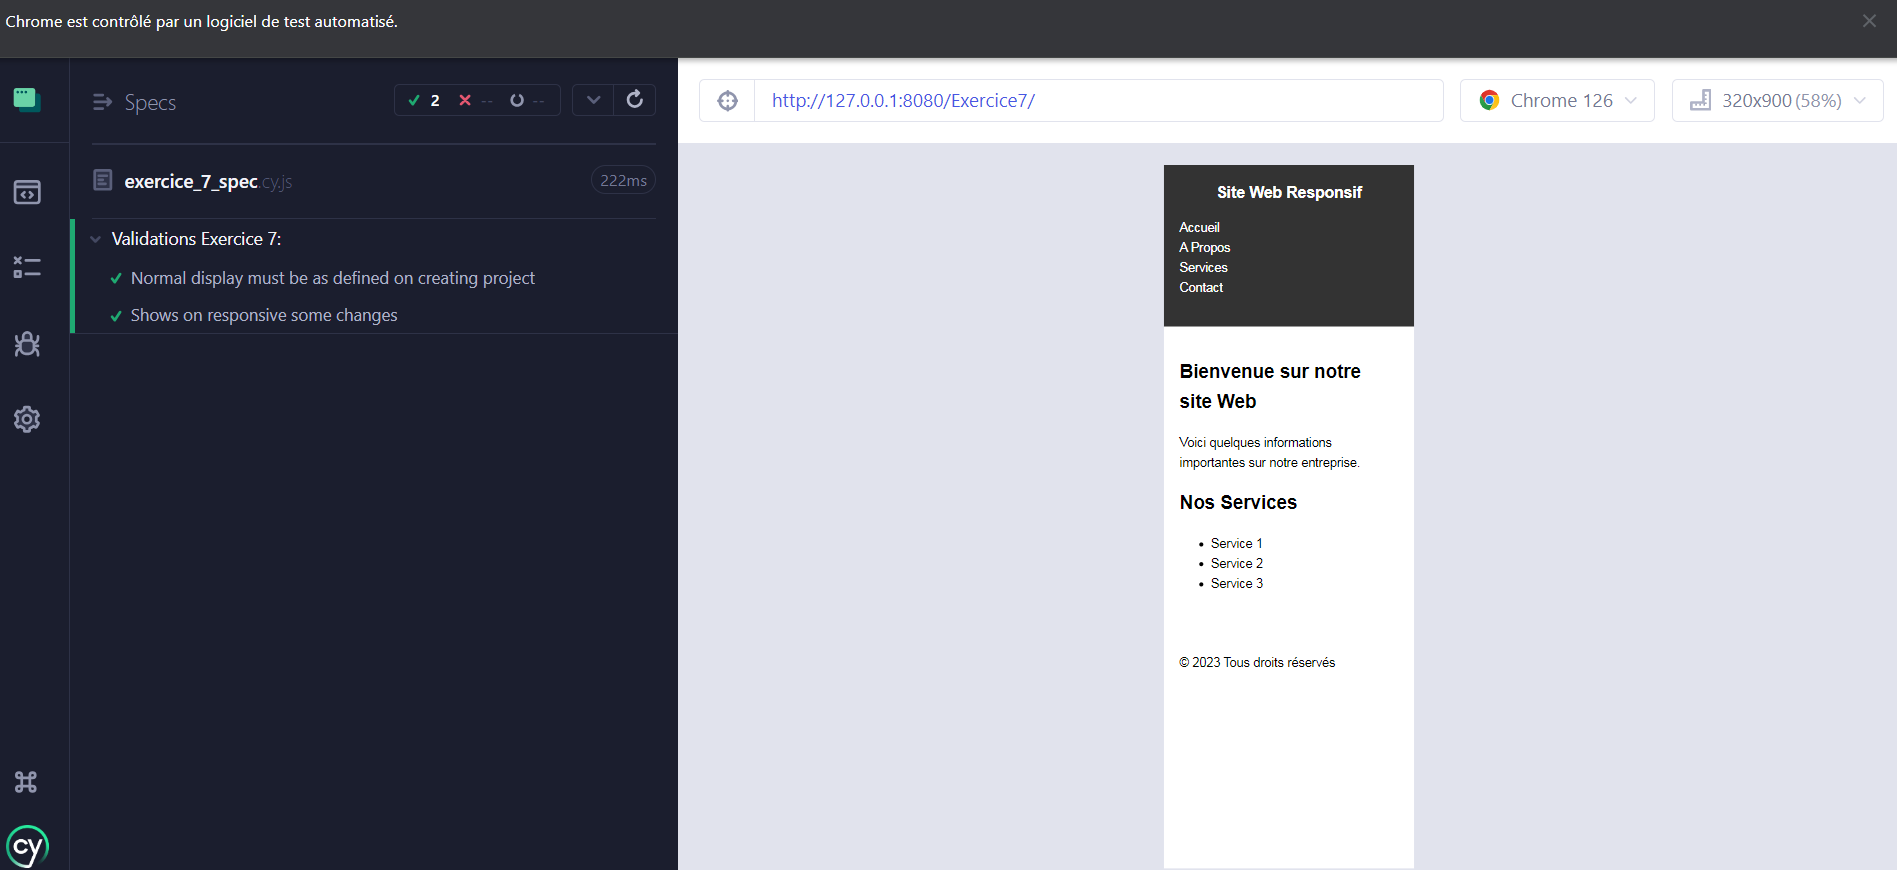 Chrome est contrôlé par un logiciel de test automatisé.
Specs
2 -- --
http://127.0.0.1:8080/Exercice7/
Chrome 126
320x900 (58%)
exercice_7_spec.cy.js
222ms
Validations Exercice 7:
Normal display must be as defined on creating project
Shows on responsive some changes
Site Web Responsif
Accueil
A Propos
Services
Contact
Bienvenue sur notre
site Web
Voici quelques informations
importantes sur notre entreprise.
Nos Services
• Service 1
• Service 2
• Service 3
© 2023 Tous droits réservés
cy